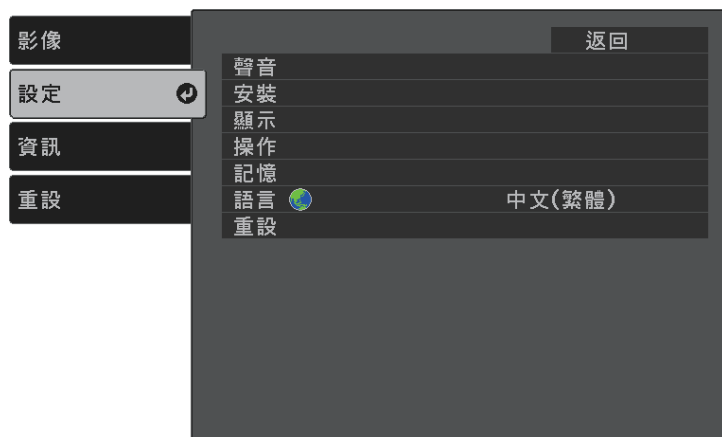 影像
設定
資訊
重設
返回
聲音
安裝
顯示
操作
記憶
語言 中文(繁體)
重設